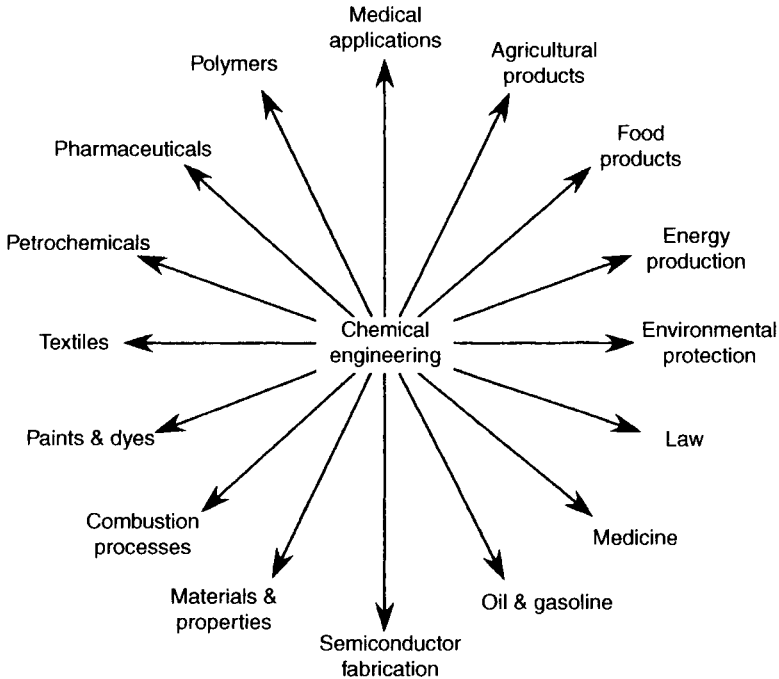 Medical
applications
Agricultural
products
Polymers
Food
products
Pharmaceuticals
Energy
production
Petrochemicals
Chemical
engineering
Environmental
protection
Textiles
Paints & dyes
Law
Combustion
processes
Medicine
Materials &
properties
Oil & gasoline
Semiconductor
fabrication